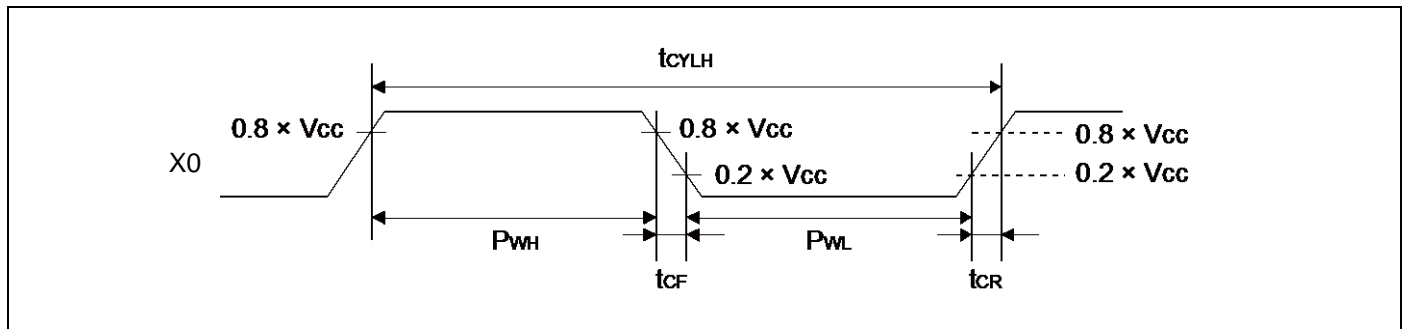 tCYLH
0.8 × Vcc
0.8 × Vcc
0.8 × Vcc
X0
0.2 × Vcc
0.2 × Vcc
PWH
PWL
tCF
tCR